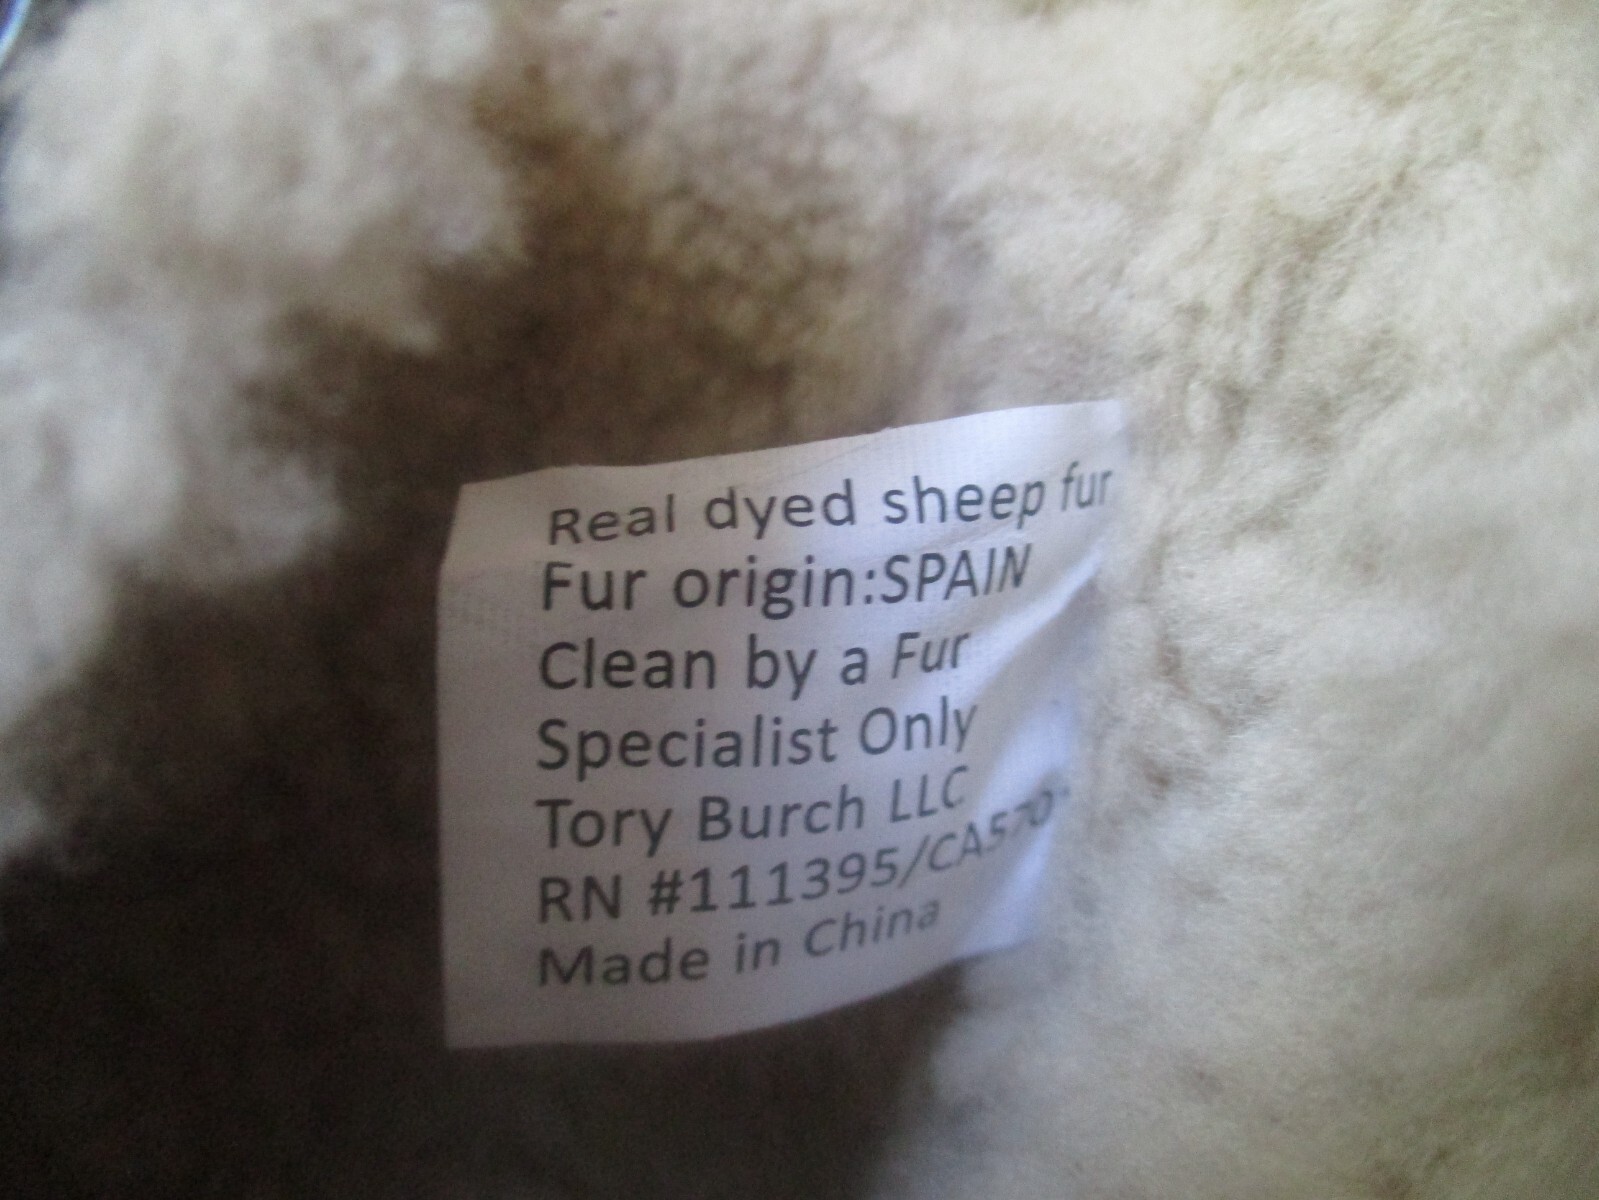 Real dyed sheep fur
Fur origin:SPAIN
Clean by a Fur
Specialist Only
Tory Burch LLC
RN #111395/CA570
Made in China